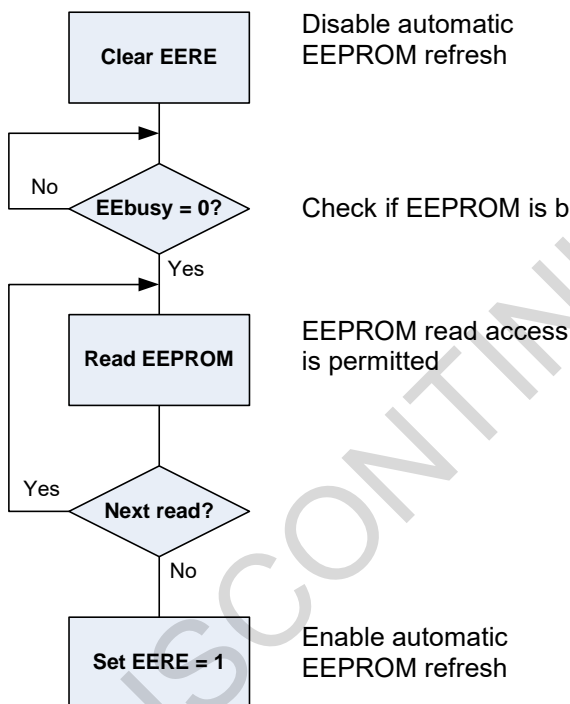 Clear EERE
Disable automatic
EEPROM refresh
No
EEbusy = 0?
Check if EEPROM is b
Yes
Read EEPROM
EEPROM read access
is permitted
Yes
Next read?
No
Set EERE = 1
Enable automatic
EEPROM refresh
SCONTIN